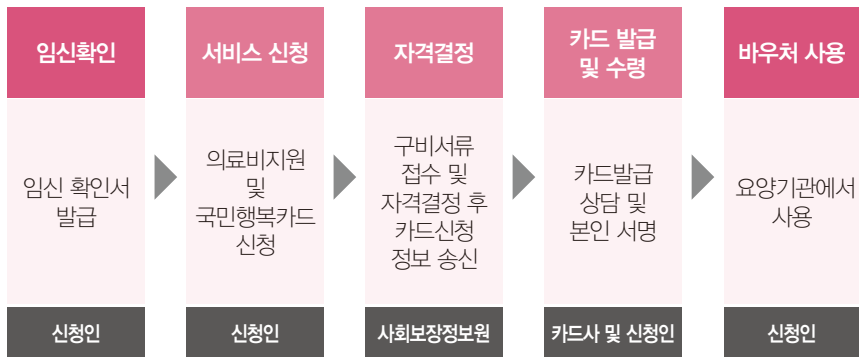 임신확인
임신 확인서
발급
신청인
서비스 신청
의료비지원
및
국민행복카드
신청
신청인
자격결정
구비서류
접수 및
자격결정 후
카드신청
정보 송신
사회보장정보원
카드 발급
및 수령
카드발급
상담 및
본인 서명
카드사 및 신청인
바우처 사용
요양기관에서
사용
신청인